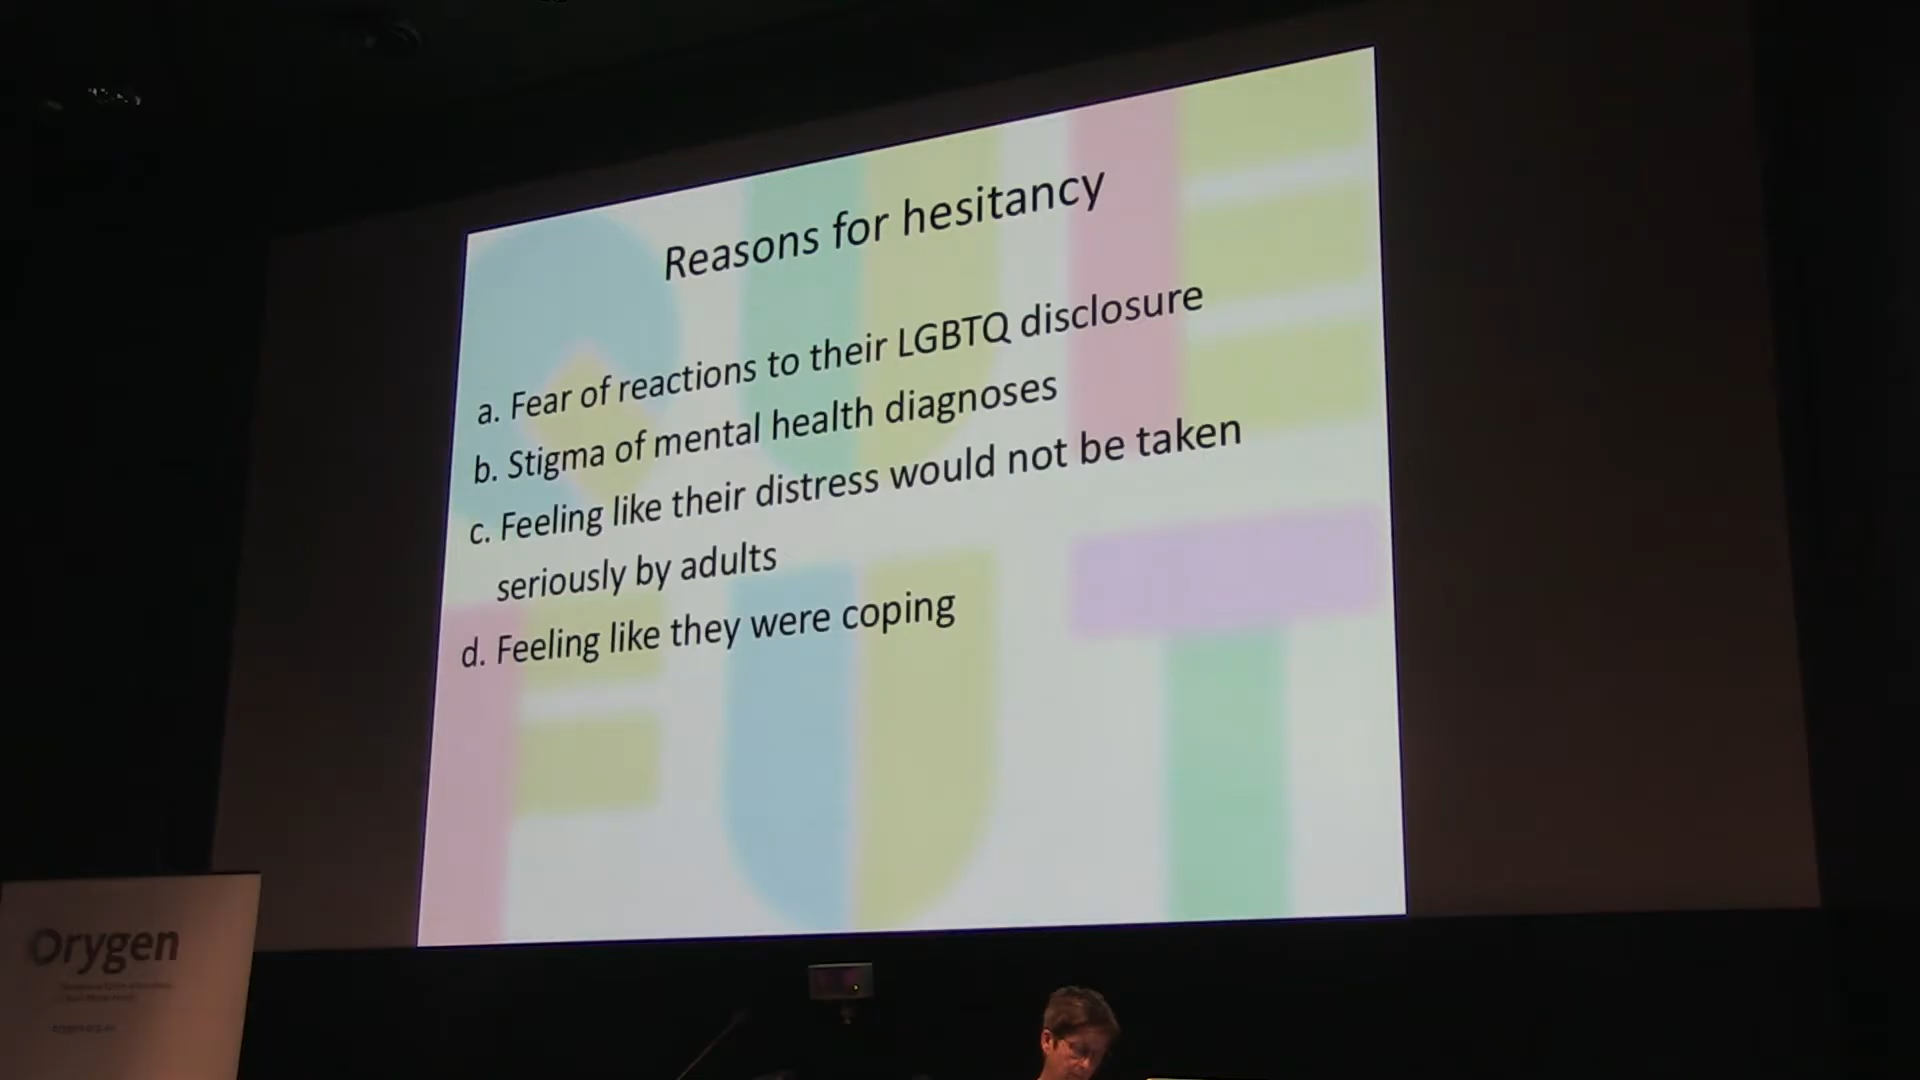 Reasons for hesitancy
a. Fear of reactions to their LGBTQ disclosure
b. Stigma of mental health diagnoses
c. Feeling like their distress would not be taken
seriously by adults
d. Feeling like they were coping
Orygen